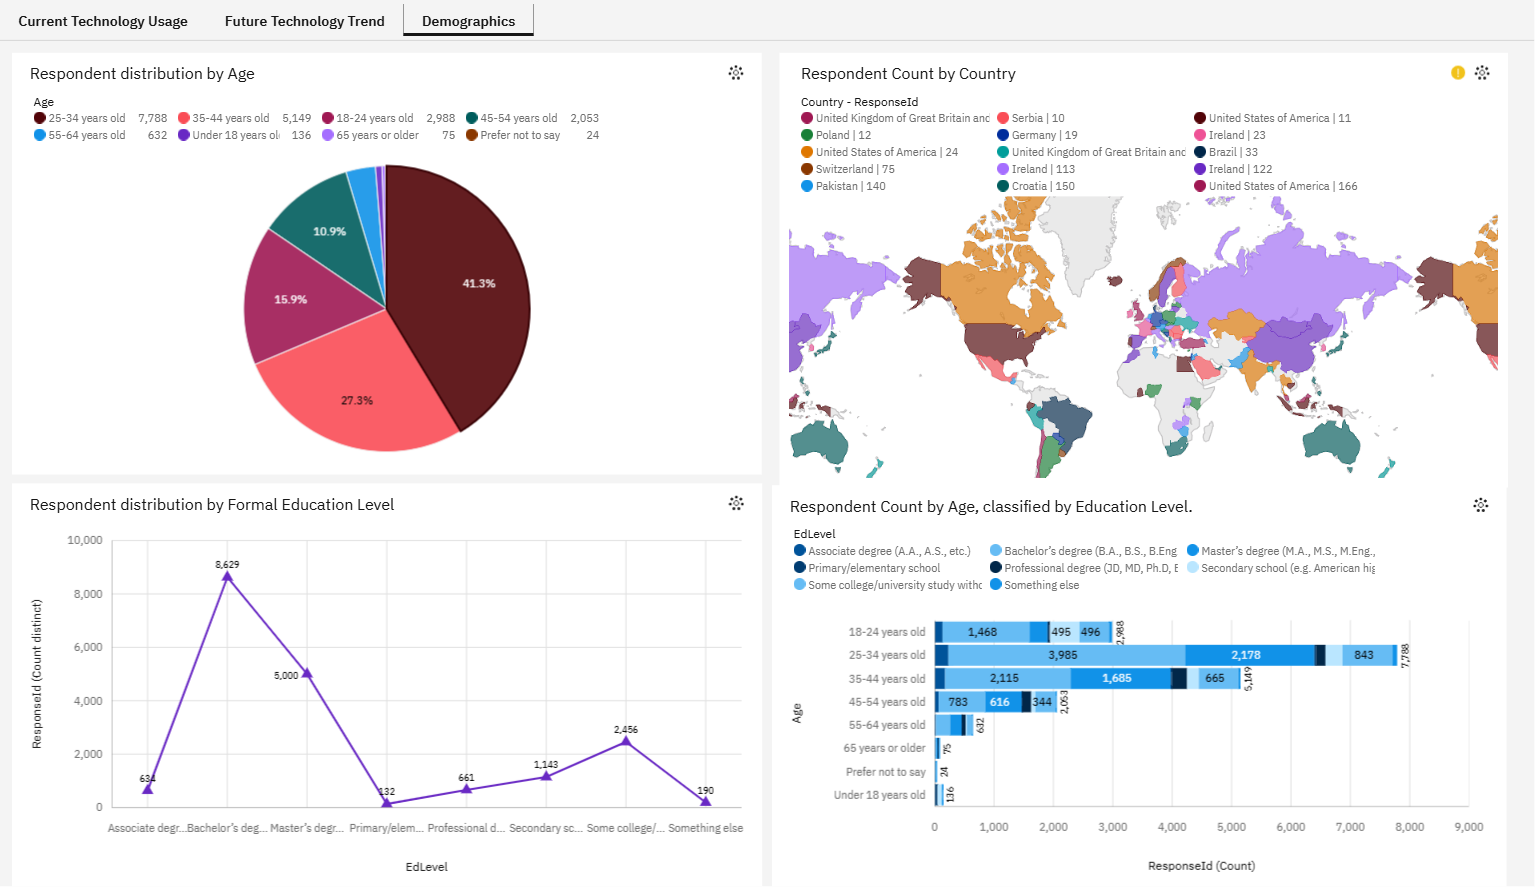 Current Technology Usage Future Technology Trend Demographics
Respondent distribution by Age
Age
25-34 years old 7,788 35-44 years old 5,149 18-24 years old 2,988 45-54 years old 2,053
55-64 years old 632 Under 18 years ol 136 65 years or older 75 Prefer not to say 24
41.3%
27.3%
15.9%
10.9%
Respondent Count by Country
Country - ResponseId
United Kingdom of Great Britain and Serbia | 10 United States of America | 11
Poland | 12 Germany | 19 Ireland | 23
United States of America | 24 United Kingdom of Great Britain and Brazil | 33
Switzerland | 75 Ireland | 113 Ireland | 122
Pakistan | 140 Croatia | 150 United States of America | 166
Respondent distribution by Formal Education Level
ResponseId (Count distinct)
10,000
8,000
6,000
4,000
2,000
0
634
8,629
5,000
132
661
1,143
2,456
190
Associate degr... Bachelor's deg... Master's degr... Primary/elem... Professional d... Secondary sc... Some college/... Something else
EdLevel
Respondent Count by Age, classified by Education Level.
EdLevel
Associate degree (A.A., A.S., etc.) Bachelor's degree (B.A., B.S., B.Eng Master's degree (M.A., M.S., M.Eng.,
Primary/elementary school Professional degree (JD, MD, Ph.D, E Secondary school (e.g. American hig
Some college/university study witho Something else
Age
18-24 years old 1,468 495 496 2,988
25-34 years old 3,985 2,178 843 7,788
35-44 years old 2,115 1,685 665 5,149
45-54 years old 783 616 344 2,053
55-64 years old 632
65 years or older 75
Prefer not to say 24
Under 18 years old 136
0 1,000 2,000 3,000 4,000 5,000 6,000 7,000 8,000 9,000
ResponseId (Count)